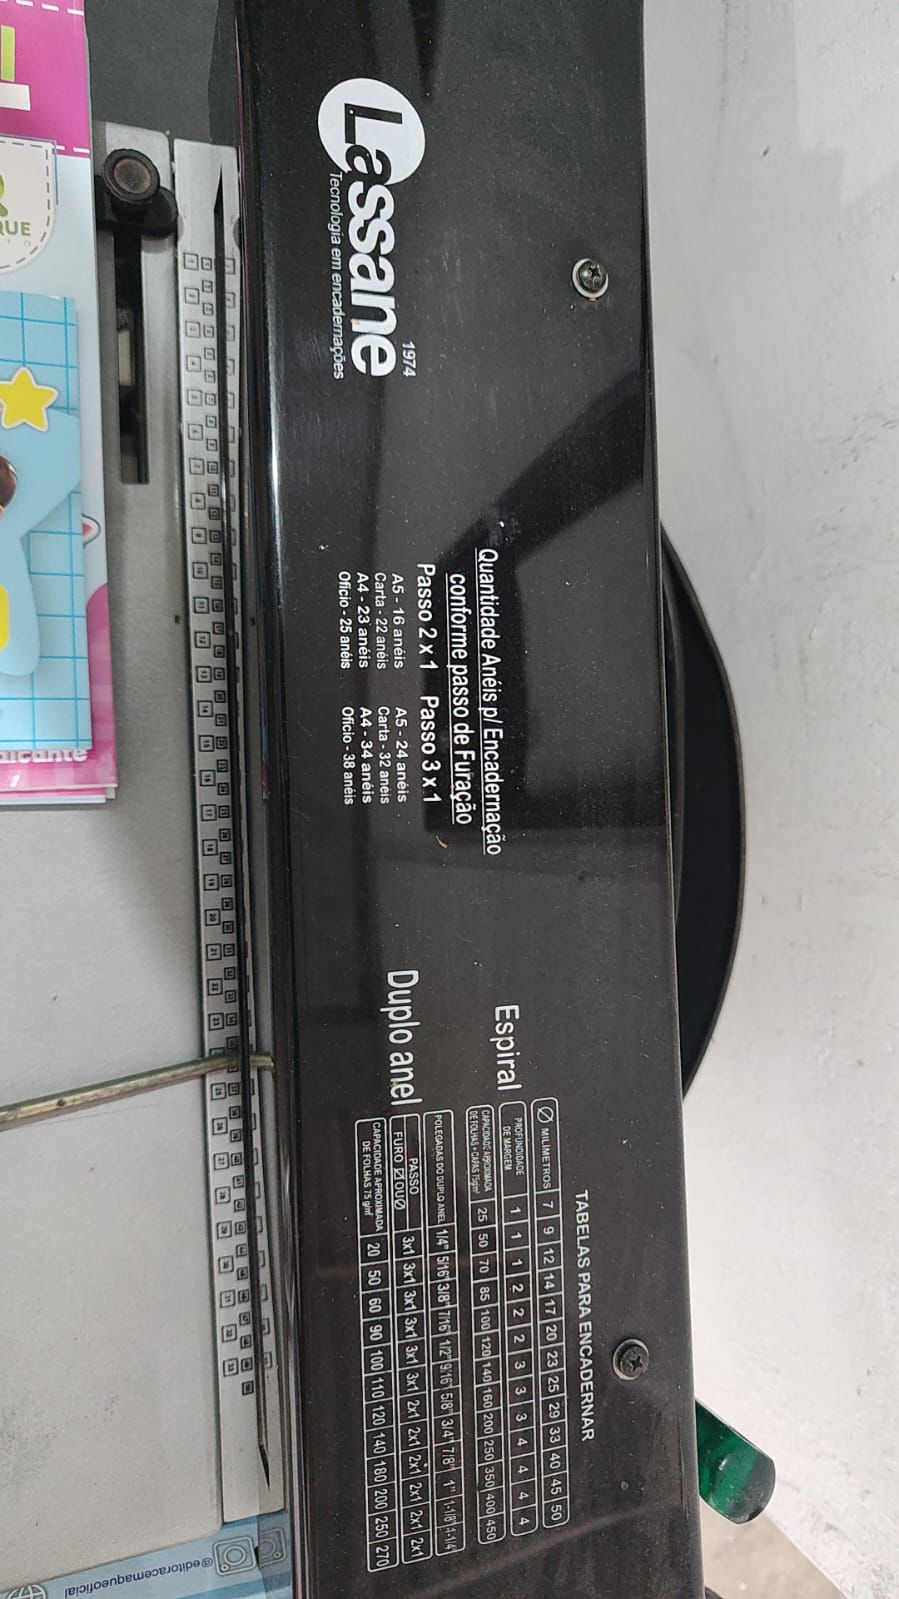 Lassane
1974
Tecnologia em encadernações
Quantidade Anéis p/ Encadernação
conforme passo de Furação
Passo 2 x 1 Passo 3 x 1
A5 - 16 anéis A5 - 24 anéis
Carta - 22 anéis Carta - 32 anéis
A4 - 23 anéis A4 - 34 anéis
Ofício - 25 anéis Ofício - 38 anéis
TABELAS PARA ENCADERNAR
Espiral
Ø MILÍMETROS 7 9 12 14 17 20 23 25 29 33 40 45 50
PROFUNDIDADE DE MARGEM 1 1 1 2 2 2 3 3 3 4 4 4 4
CAPACIDADE APROXIMADA DE FOLHAS + CAPAS 75g/m² 25 50 70 85 100 120 140 160 200 250 350 400 450
Duplo anel
POLEGADAS DO DUPLO ANEL 1/4" 5/16" 3/8" 7/16" 1/2" 9/16" 5/8" 3/4" 7/8" 1" 1-1/8" 1-1/4"
PASSO FURO OU 3x1 3x1 3x1 3x1 3x1 3x1 2x1 2x1 2x1 2x1 2x1 2x1
CAPACIDADE APROXIMADA DE FOLHAS 75 g/m² 20 50 60 90 100 110 120 140 180 200 250 270
@editoracemaqueoficial